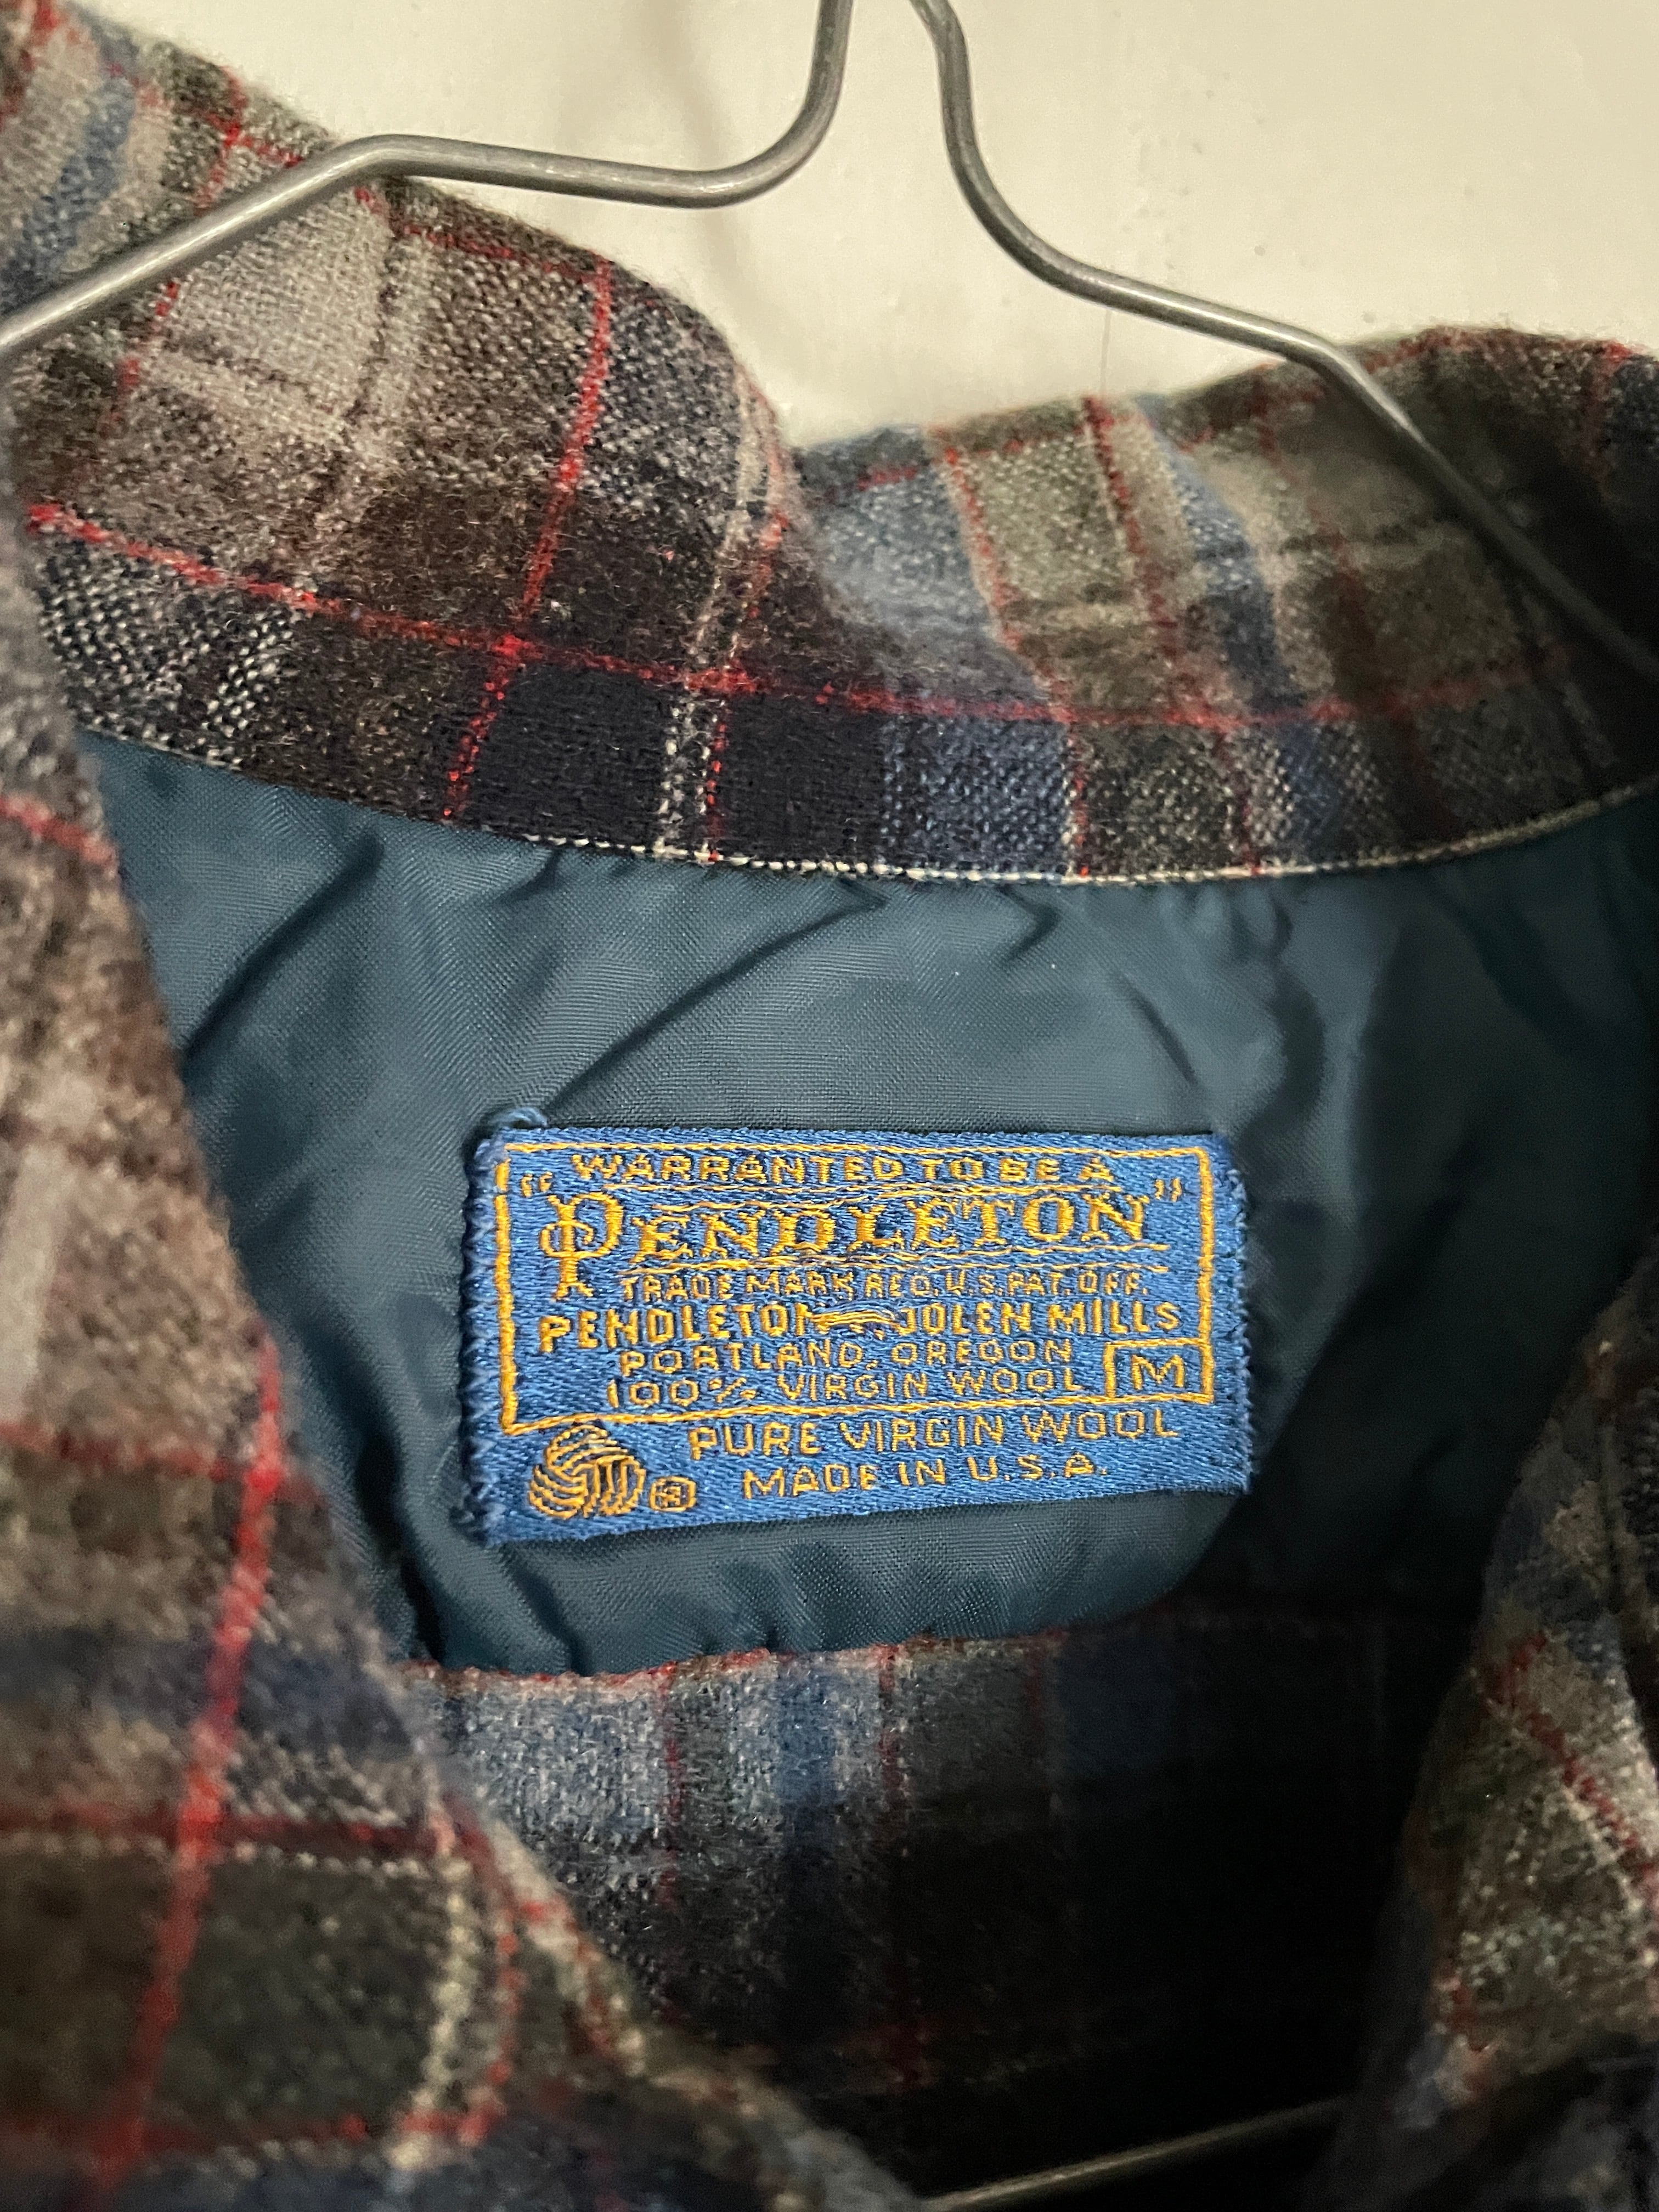 WARRANTED TO BE A
"PENDLETON"
TRADE MARK REG. U.S. PAT. OFF.
PENDLETON MILLS
PORTLAND, OREGON
100% VIRGIN WOOL M
PURE VIRGIN WOOL
® MADE IN U.S.A.